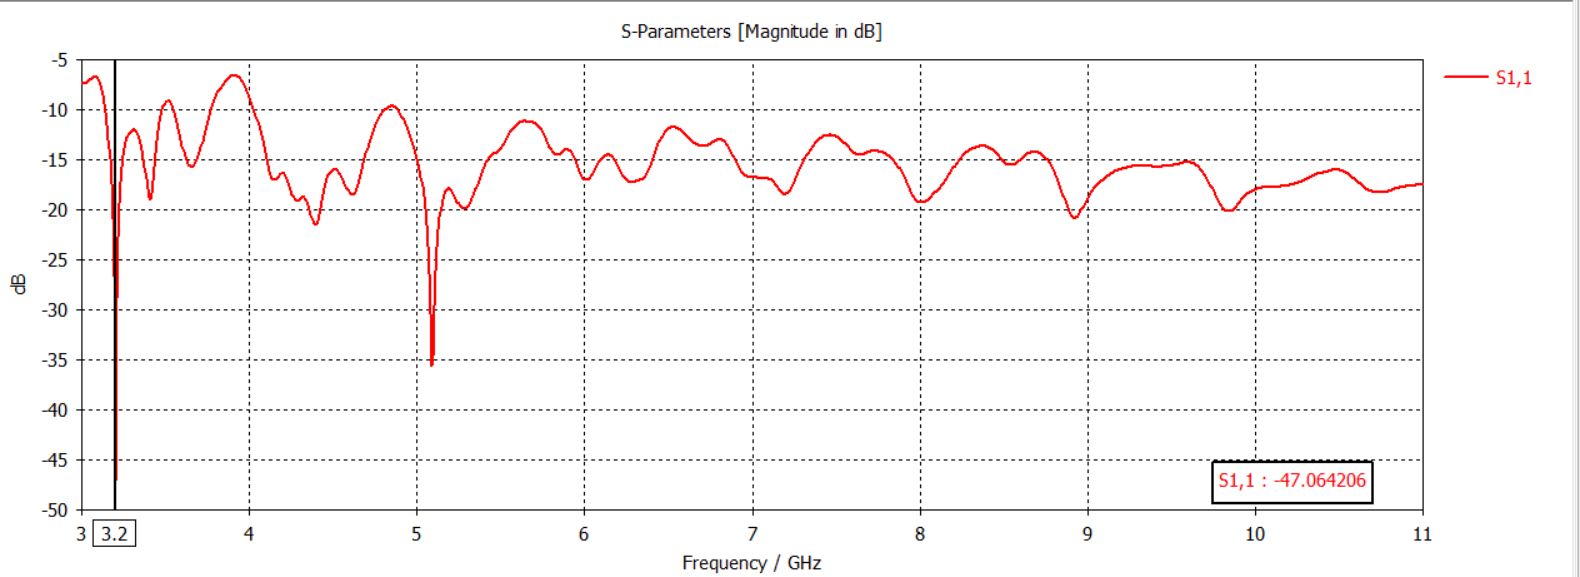 S-Parameters [Magnitude in dB]
-5
-10
-15
-20
-25
-30
-35
-40
-45
-50
dB
S1,1
S1,1 : -47.064206
3 3.2 4 5 6 7 8 9 10 11
Frequency / GHz